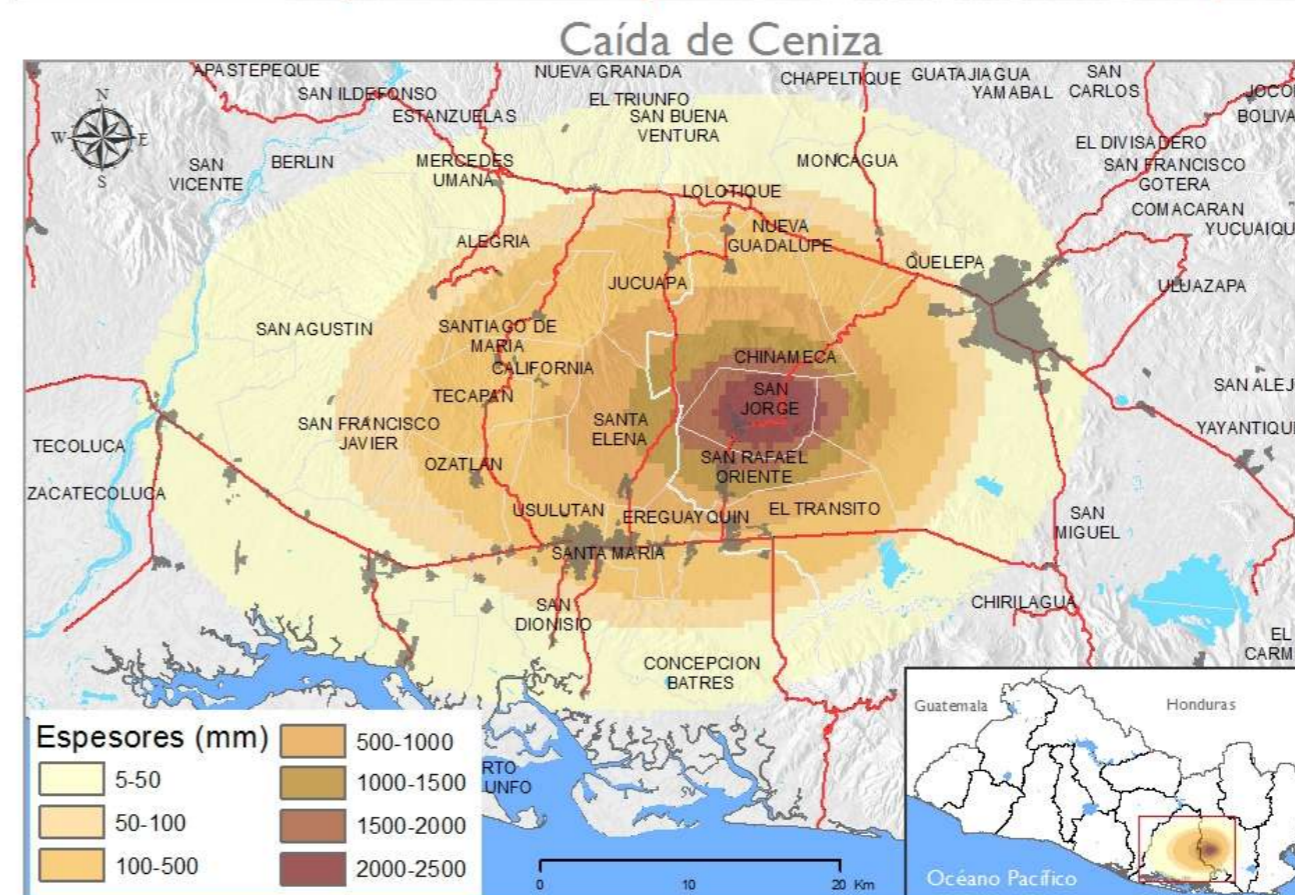 Caída de Ceniza
APASTEPEQUE
NUEVA GRANADA
CHAPELTIQUE
GUATAJIAGUA
YAMABAL
SAN
CARLOS
JOCO
BOLIVA
SAN ILDEFONSO
ESTANZUELAS
EL TRIUNFO
SAN BUENA
VENTURA
EL DIVISADERO
SAN FRANCISCO
GOTERA
N
W
E
S
SAN
VICENTE
BERLIN
MERCEDES
UMANA
MONCAGUA
LOLOTIQUE
COMACARAN
YUCUAIQU
ALEGRIA
NUEVA
GUADALUPE
QUELEPA
JUCUAPA
ULUAZAPA
SAN AGUSTIN
SANTIAGO DE
MARIA
CALIFORNIA
CHINAMECA
TECAPAN
SAN
JORGE
SAN ALEJ
SAN FRANCISCO
JAVIER
SANTA
ELENA
YAYANTIQU
TECOLUCA
OZATLAN
SAN RAFAEL
ORIENTE
ZACATECOLUCA
USULUTAN
EREGUAYQUIN
EL TRANSITO
SAN
MIGUEL
SANTA MARIA
SAN
DIONISIO
CHIRILAGUA
EL
CARM
CONCEPCION
BATRES
RTO
UNFO
Espesores (mm)
5-50
50-100
100-500
500-1000
1000-1500
1500-2000
2000-2500
0 10 20 Km
Guatemala
Honduras
Océano Pacífico